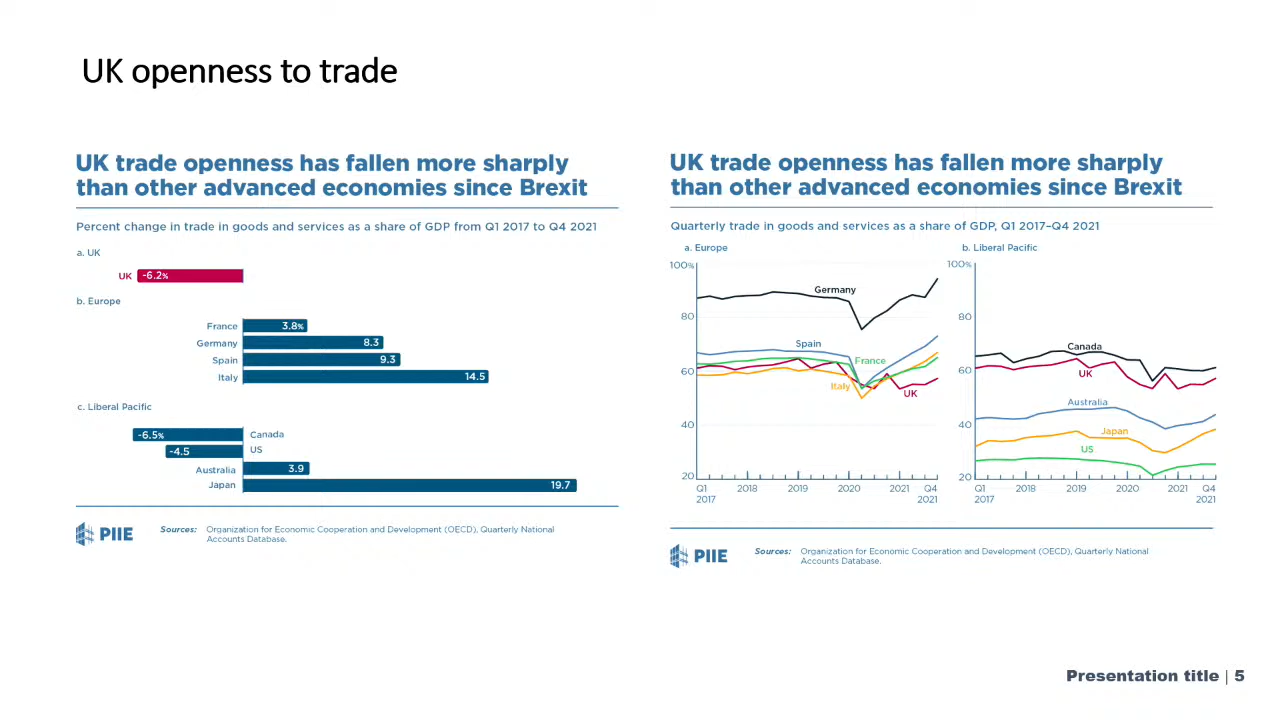 UK openness to trade
UK trade openness has fallen more sharply
than other advanced economies since Brexit
Percent change in trade in goods and services as a share of GDP from Q1 2017 to Q4 2021
a. UK
UK -6.2%
b. Europe
France 3.8%
Germany 8.3
Spain 9.3
Italy 14.5
c. Liberal Pacific
-6.5% Canada
-4.5 US
Australia 3.9
Japan 19.7
PIIE Sources: Organization for Economic Cooperation and Development (OECD), Quarterly National
Accounts Database.
UK trade openness has fallen more sharply
than other advanced economies since Brexit
Quarterly trade in goods and services as a share of GDP, Q1 2017–Q4 2021
a. Europe
100%
80
60
40
20
Germany
Spain
France
Italy
UK
Q1 2018 2019 2020 2021 Q4
2017 2021
b. Liberal Pacific
100%
80
60
40
20
Canada
UK
Australia
Japan
US
Q1 2018 2019 2020 2021 Q4
2017 2021
PIIE Sources: Organization for Economic Cooperation and Development (OECD), Quarterly National
Accounts Database.
Presentation title | 5